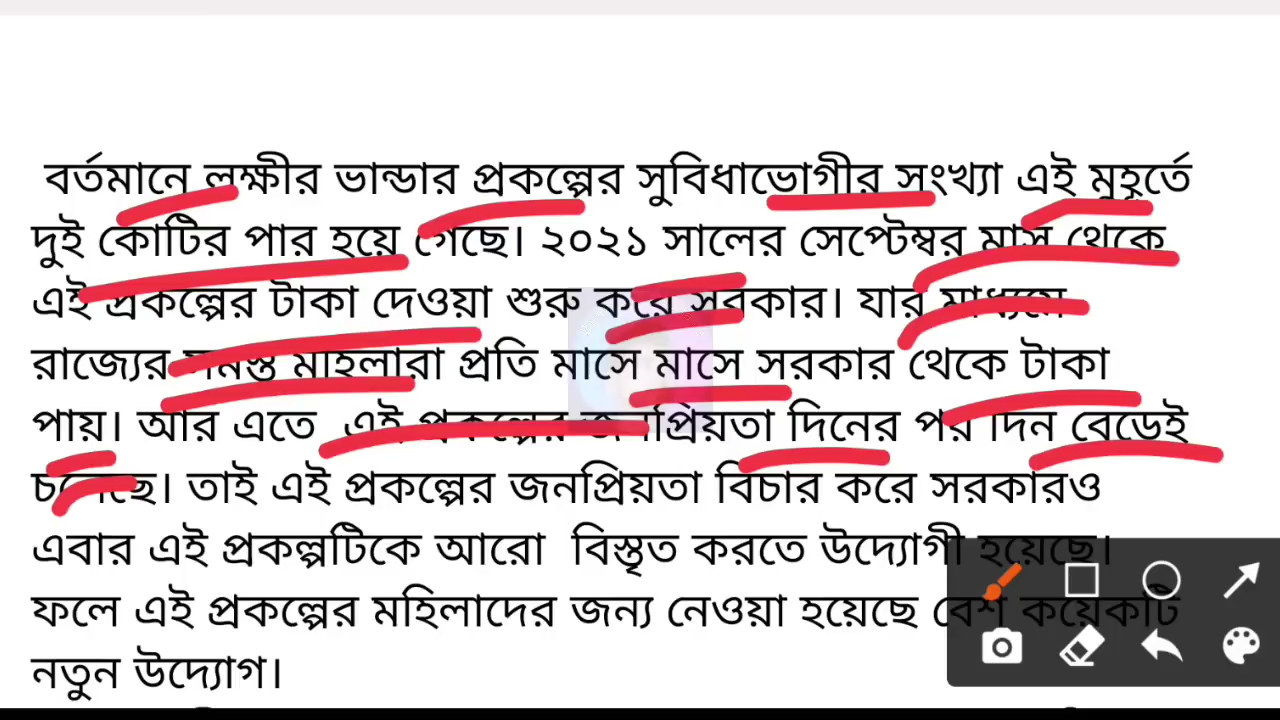 বর্তমানে লক্ষীর ভান্ডার প্রকল্পের সুবিধাভোগীর সংখ্যা এই মুহূর্তে
দুই কোটির পার হয়ে গেছে। ২০২১ সালের সেপ্টেম্বর মাস থেকে
এই প্রকল্পের টাকা দেওয়া শুরু করে সরকার। যার মাধ্যমে
রাজ্যের সমস্ত মহিলারা প্রতি মাসে মাসে সরকার থেকে টাকা
পায়। আর এতে এই প্রকল্পের জনপ্রিয়তা দিনের পর দিন বেড়েই
চলেছে। তাই এই প্রকল্পের জনপ্রিয়তা বিচার করে সরকারও
এবার এই প্রকল্পটিকে আরো বিস্তৃত করতে উদ্যোগী হয়েছে।
ফলে এই প্রকল্পের মহিলাদের জন্য নেওয়া হয়েছে বেশ কয়েকটি
নতুন উদ্যোগ।